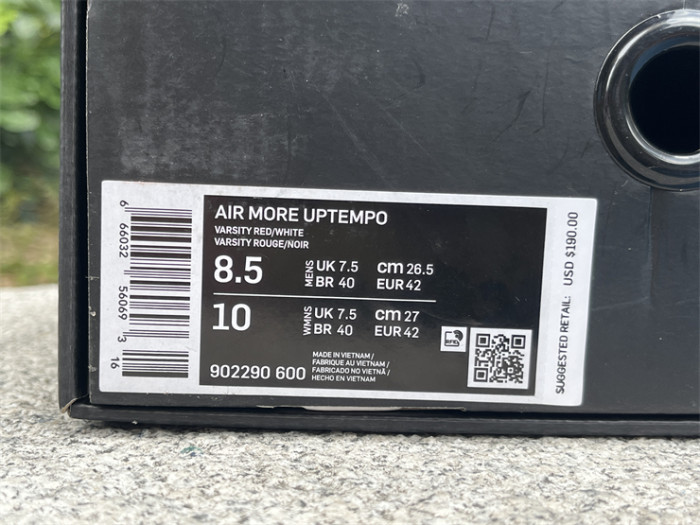 AIR MORE UPTEMPO
VARSITY RED/WHITE
VARSITY ROUGE/NOIR
8.5 MENS UK 7.5 cm 26.5
BR 40 EUR 42
10 WMNS UK 7.5 cm 27
BR 40 EUR 42
902290 600
MADE IN VIETNAM /
FABRIQUE AU VIETNAM /
FABRICADO NO VIETNÃ /
HECHO EN VIETNAM
6 66032 56069 3 16
SUGGESTED RETAIL: USD $190.00